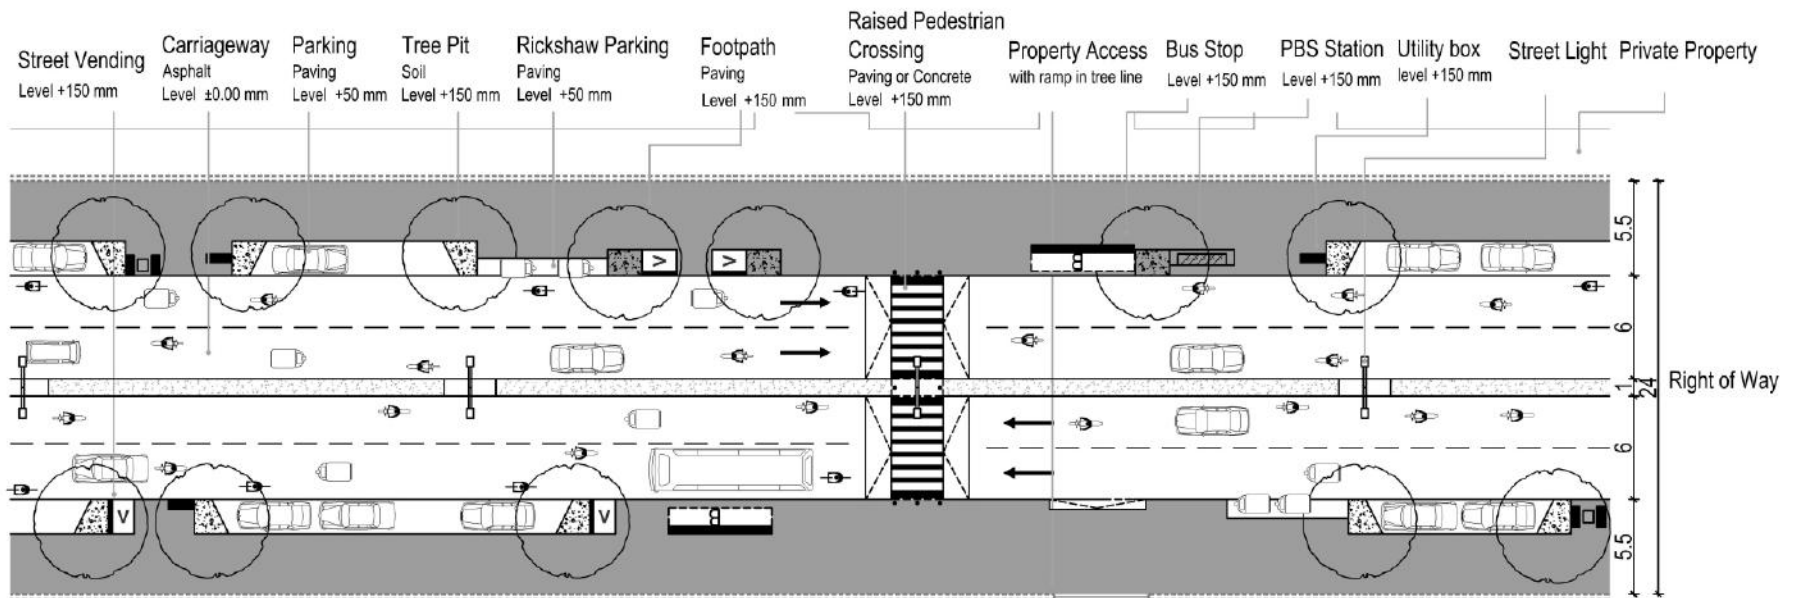 Street Vending
Level +150 mm
Carriageway
Asphalt
Level ±0.00 mm
Parking
Paving
Level +50 mm
Tree Pit
Soil
Level +150 mm
Rickshaw Parking
Paving
Level +50 mm
Footpath
Paving
Level +150 mm
Raised Pedestrian
Crossing
Paving or Concrete
Level +150 mm
Property Access
with ramp in tree line
Bus Stop
Level +150 mm
PBS Station
Level +150 mm
Utility box
level +150 mm
Street Light
Private Property
V
V
V
V
5.5
6
1
6
5.5
24
Right of Way